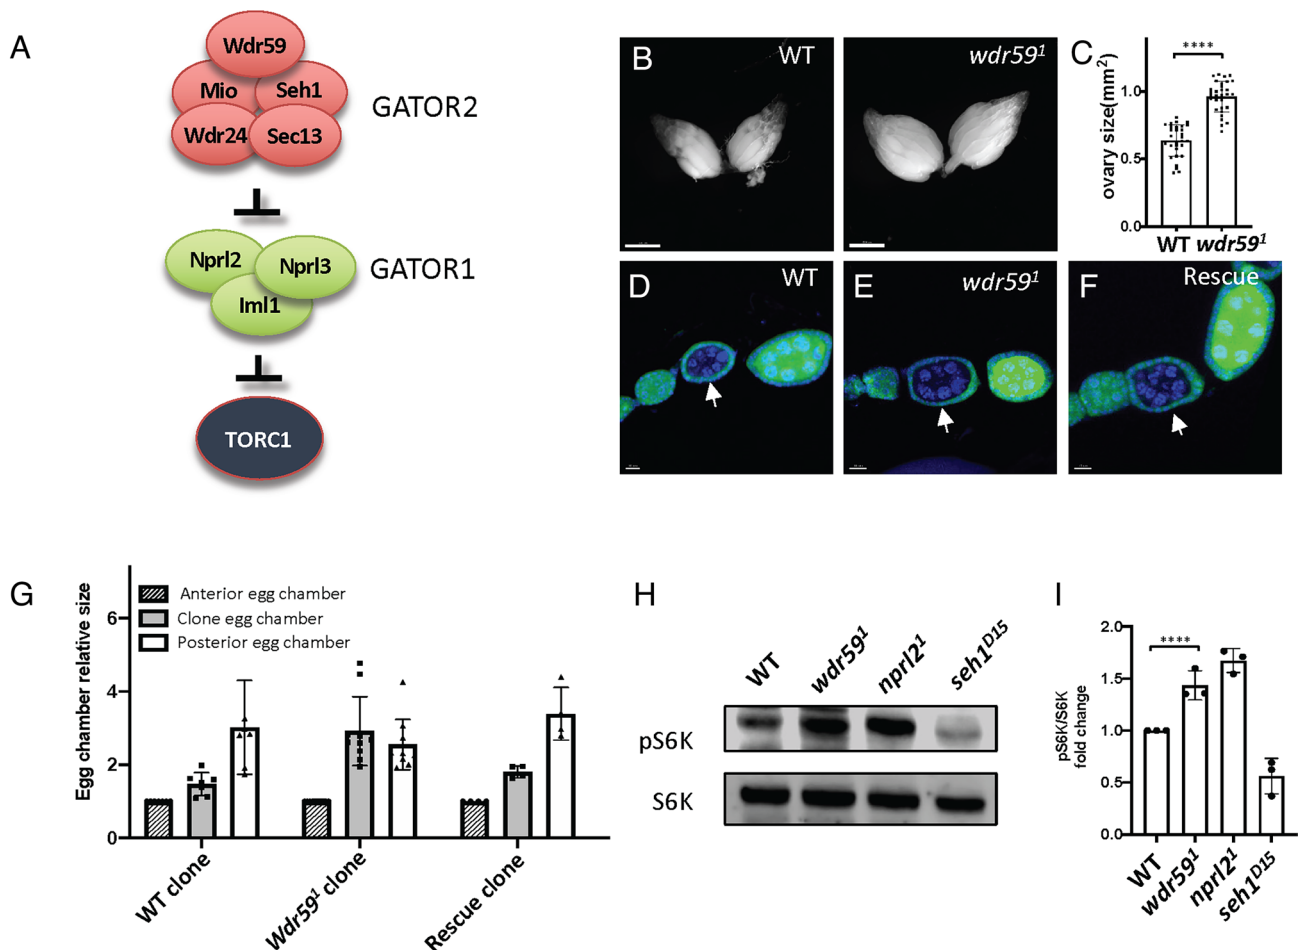 A
Wdr59
Mio
Seh1
Wdr24
Sec13
GATOR2
Nprl2
Nprl3
Iml1
GATOR1
TORC1
B
WT
wdr59¹
C
****
ovary size(mm²)
1.0
0.5
0.0
WT wdr59¹
D
WT
E
wdr59¹
F
Rescue
G
Egg chamber relative size
6
4
2
0
Anterior egg chamber
Clone egg chamber
Posterior egg chamber
WT clone
Wdr59¹ clone
Rescue clone
H
WT
wdr59¹
nprl2¹
seh1ᴰ¹⁵
pS6K
S6K
I
pS6K/S6K
fold change
2.0
1.5
1.0
0.5
0.0
****
WT
wdr59¹
nprl2¹
seh1ᴰ¹⁵